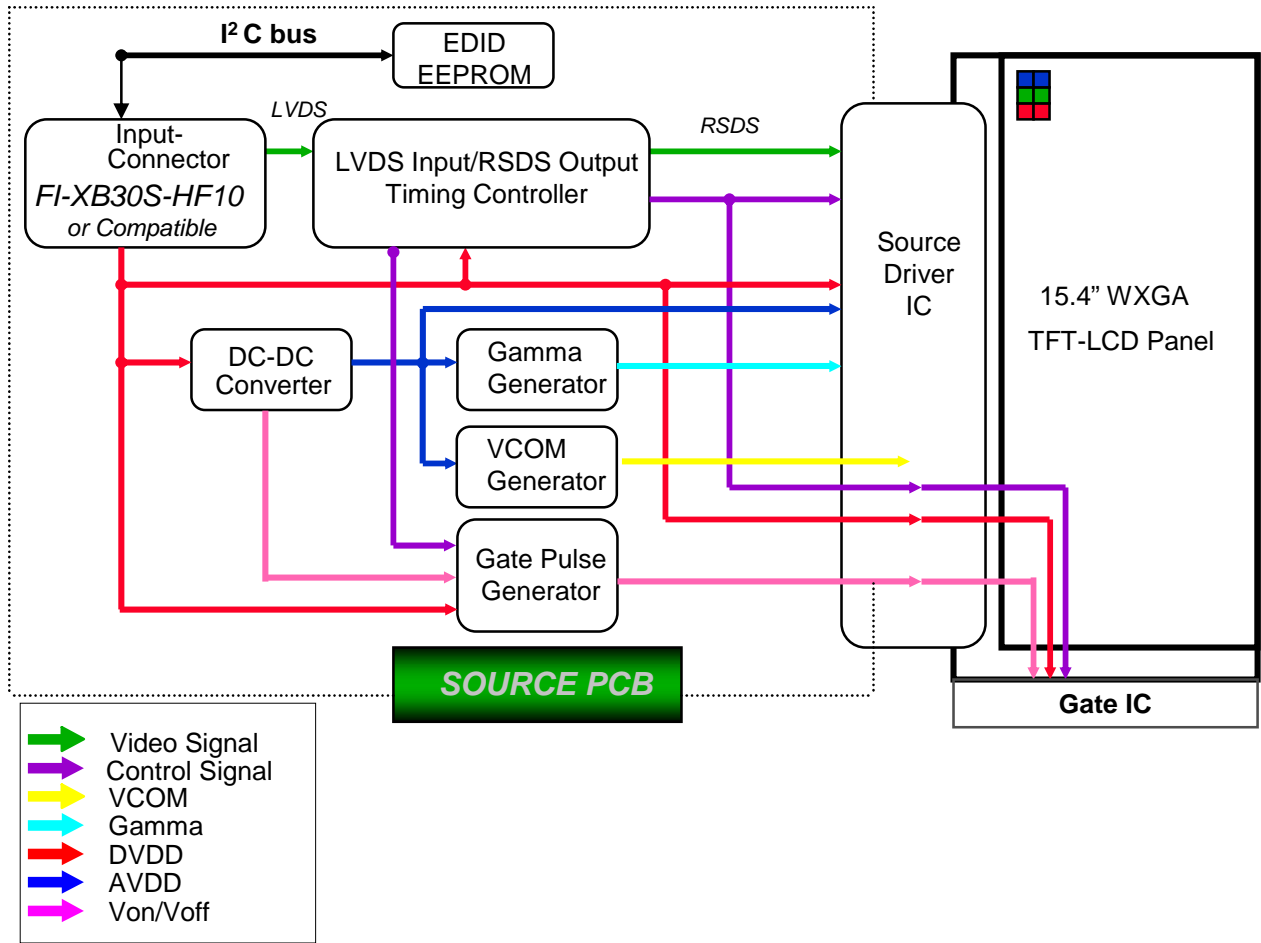 I² C bus
EDID
EEPROM
LVDS
RSDS
Input-
Connector
FI-XB30S-HF10
or Compatible
LVDS Input/RSDS Output
Timing Controller
Source
Driver
IC
15.4” WXGA
TFT-LCD Panel
DC-DC
Converter
Gamma
Generator
VCOM
Generator
Gate Pulse
Generator
SOURCE PCB
Gate IC
Video Signal
Control Signal
VCOM
Gamma
DVDD
AVDD
Von/Voff